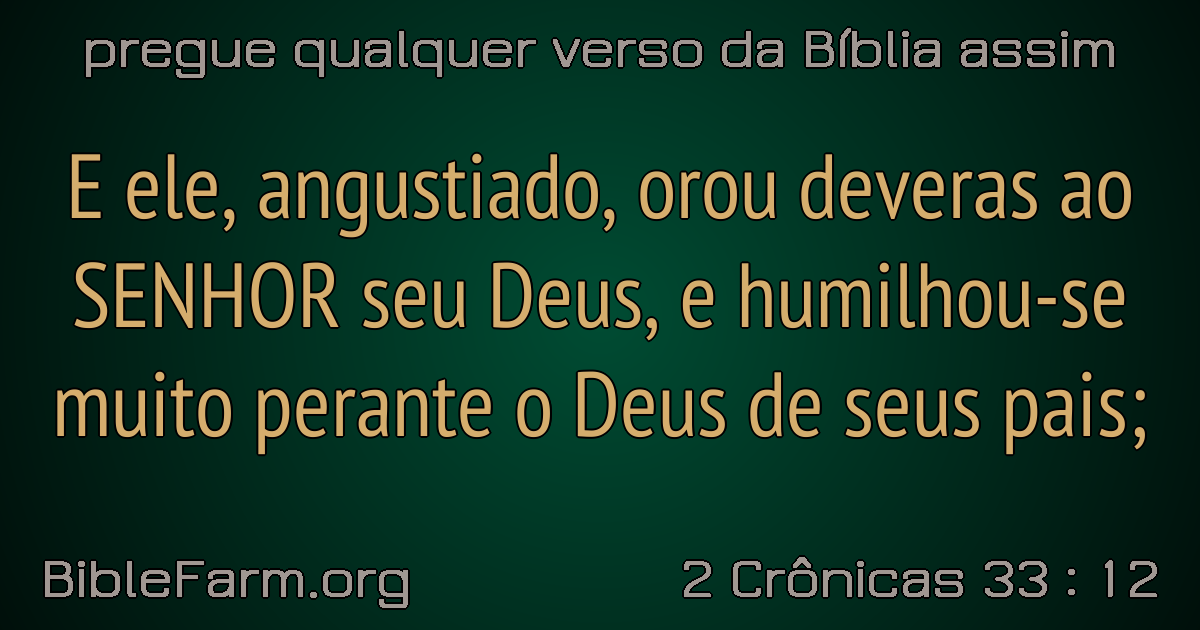 pregue qualquer verso da Bíblia assim
E ele, angustiado, orou deveras ao
SENHOR seu Deus, e humilhou-se
muito perante o Deus de seus pais;
BibleFarm.org
2 Crônicas 33 : 12